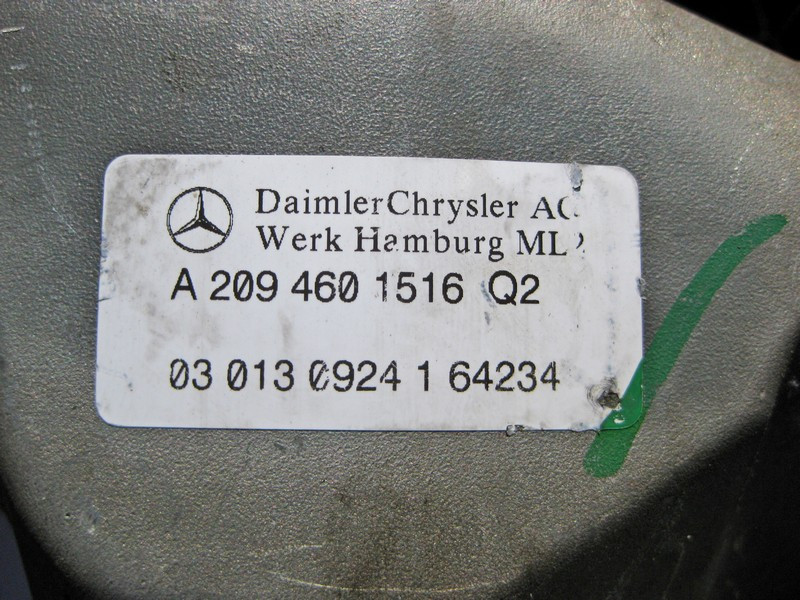 DaimlerChrysler
Werk Hamburg
A 209 460 1516 Q2
03 013 0924 1 64234